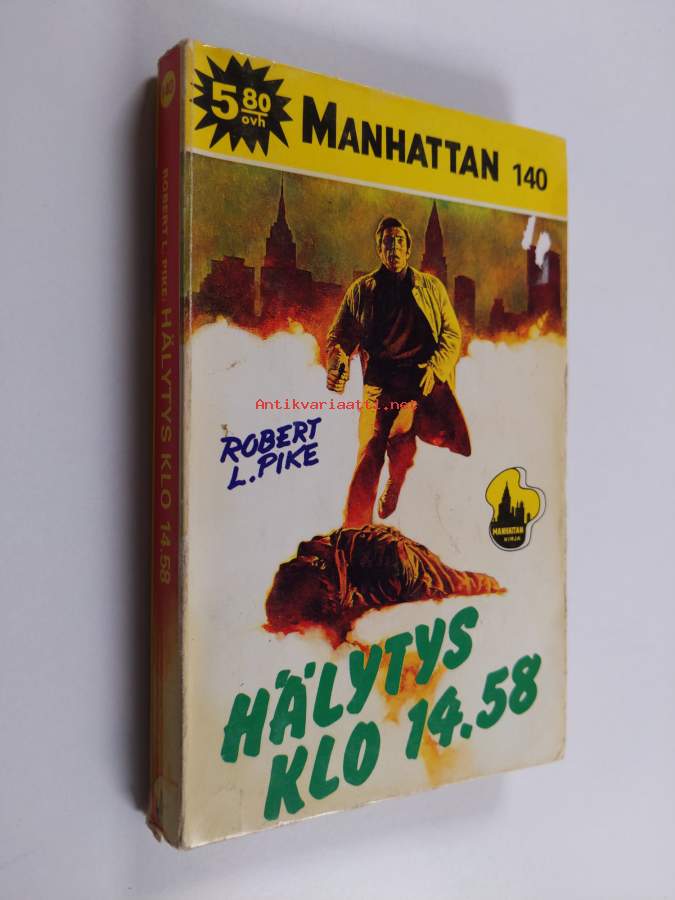 5 80
ovh
MANHATTAN 140
Antikvariaatti.net
ROBERT
L. PIKE
MANHATTAN
KIRJA
HÄLYTYS
KLO 14.58
140
ROBERT L. PIKE: HÄLYTYS KLO 14.58